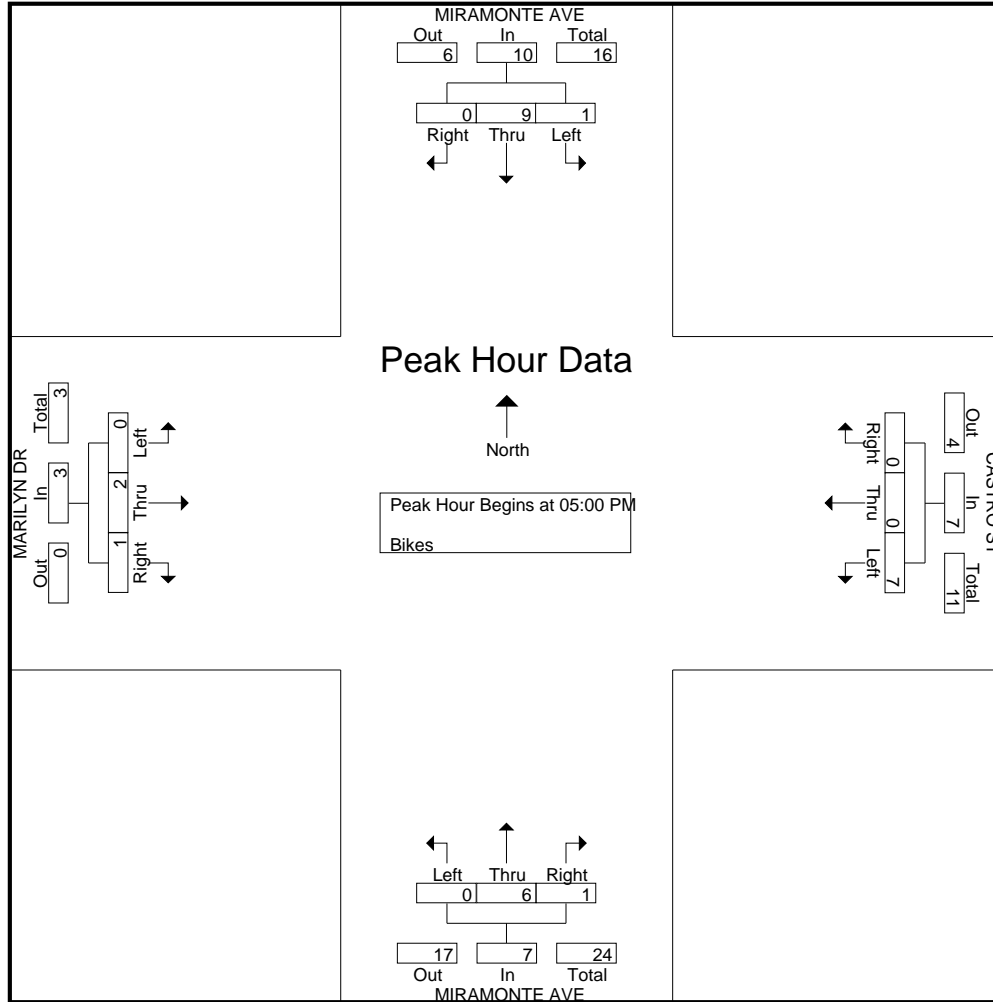 MIRAMONTE AVE
Out In Total
6 10 16
0 9 1
Right Thru Left
Peak Hour Data
North
Peak Hour Begins at 05:00 PM
Bikes
MARILYN DR
Out In Total
0 3 3
Left Thru Right
0 2 1
CASTRO ST
Out In Total
4 7 11
Right Thru Left
0 0 7
Left Thru Right
0 6 1
17 7 24
Out In Total
MIRAMONTE AVE